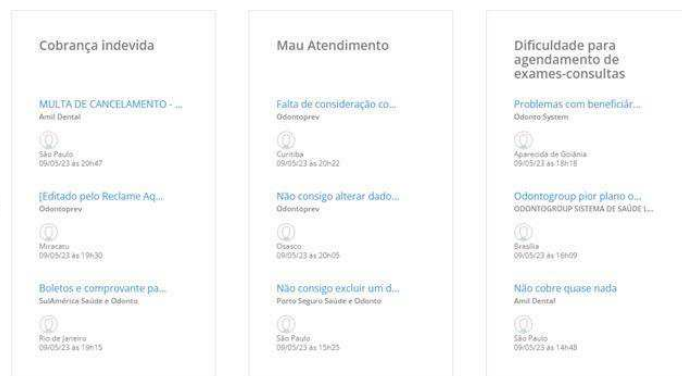 Cobrança indevida
MULTA DE CANCELAMENTO - ...
Amil Dental
São Paulo
09/05/23 às 20h47
[Editado pelo Reclame Aq...
Odontoprev
Miracatu
09/05/23 às 19h30
Boletos e comprovante pa...
SulAmérica Saúde e Odonto
Rio de Janeiro
09/05/23 às 19h15
Mau Atendimento
Falta de consideração co...
Odontoprev
Curitiba
09/05/23 às 20h22
Não consigo alterar dado...
Odontoprev
Osasco
09/05/23 às 20h05
Não consigo excluir um d...
Porto Seguro Saúde e Odonto
São Paulo
09/05/23 às 15h25
Dificuldade para
agendamento de
exames-consultas
Problemas com beneficiár...
Odonto System
Aparecida de Goiânia
09/05/23 às 18h18
Odontogroup pior plano o...
ODONTOGROUP SISTEMA DE SAÚDE L...
Brasília
09/05/23 às 16h09
Não cobre quase nada
Amil Dental
São Paulo
09/05/23 às 14h48